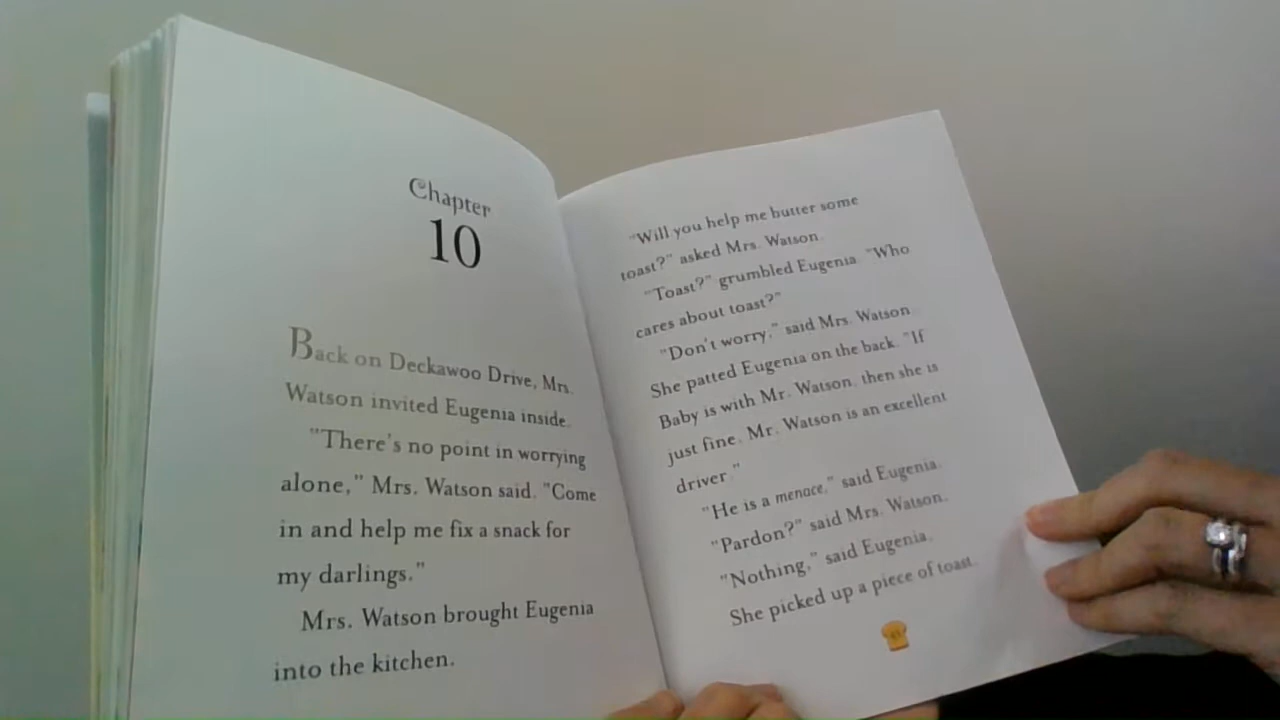 Chapter
10
Back on Deckawoo Drive, Mrs.
Watson invited Eugenia inside.
"There's no point in worrying
alone," Mrs. Watson said. "Come
in and help me fix a snack for
my darlings."
Mrs. Watson brought Eugenia
into the kitchen.
"Will you help me butter some
toast?" asked Mrs. Watson.
"Toast?" grumbled Eugenia. "Who
cares about toast?"
"Don't worry," said Mrs. Watson.
She patted Eugenia on the back. "If
Baby is with Mr. Watson, then she is
just fine. Mr. Watson is an excellent
driver."
"He is a menace," said Eugenia.
"Pardon?" said Mrs. Watson.
"Nothing," said Eugenia.
She picked up a piece of toast.